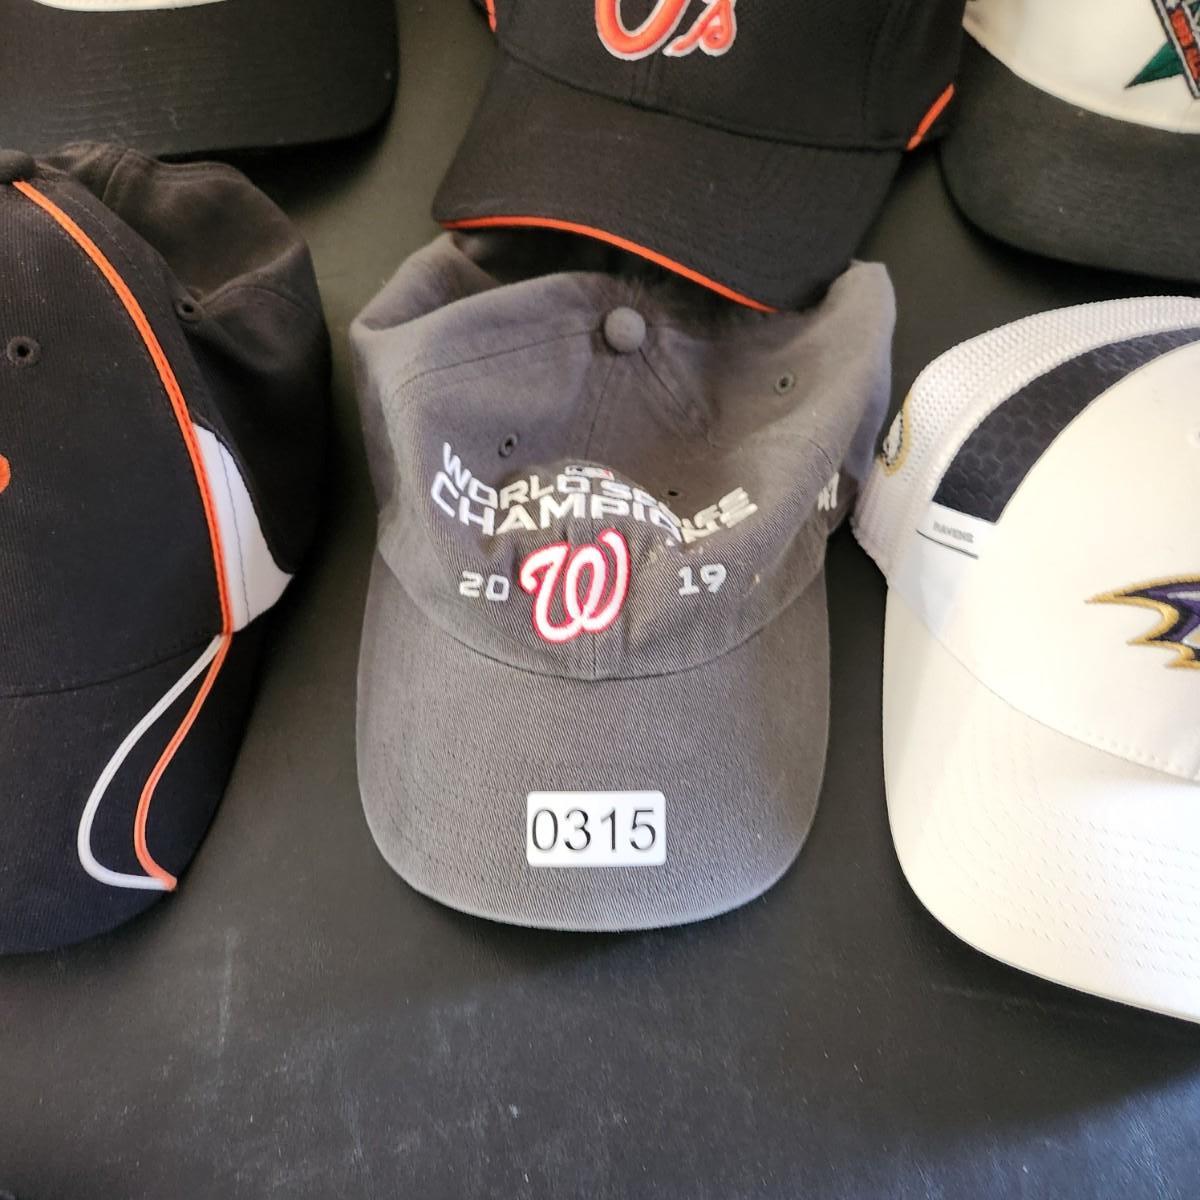 O's
WORLD SERIES
CHAMPIONS
20 W 19
47
RAVENS
0315